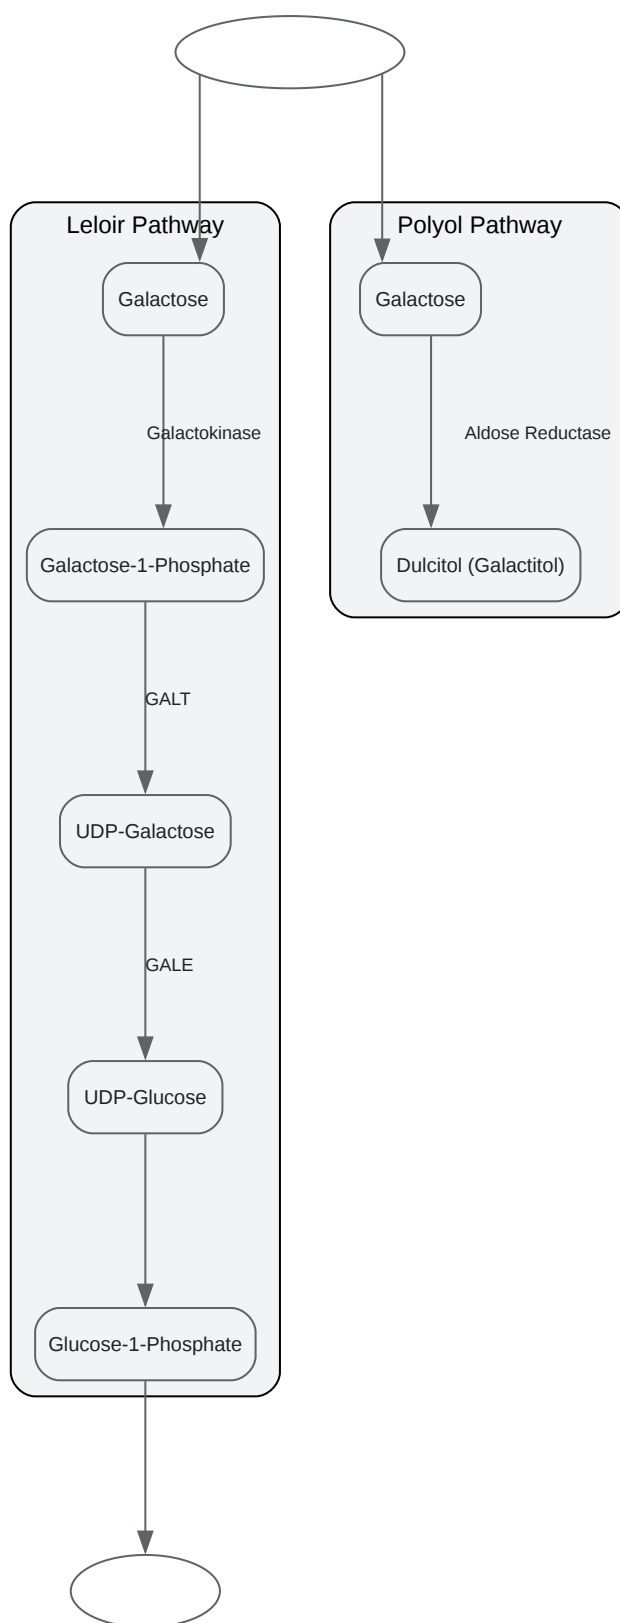 Leloir Pathway
Galactose
Galactokinase
Galactose-1-Phosphate
GALT
UDP-Galactose
GALE
UDP-Glucose
Glucose-1-Phosphate
Polyol Pathway
Galactose
Aldose Reductase
Dulcitol (Galactitol)